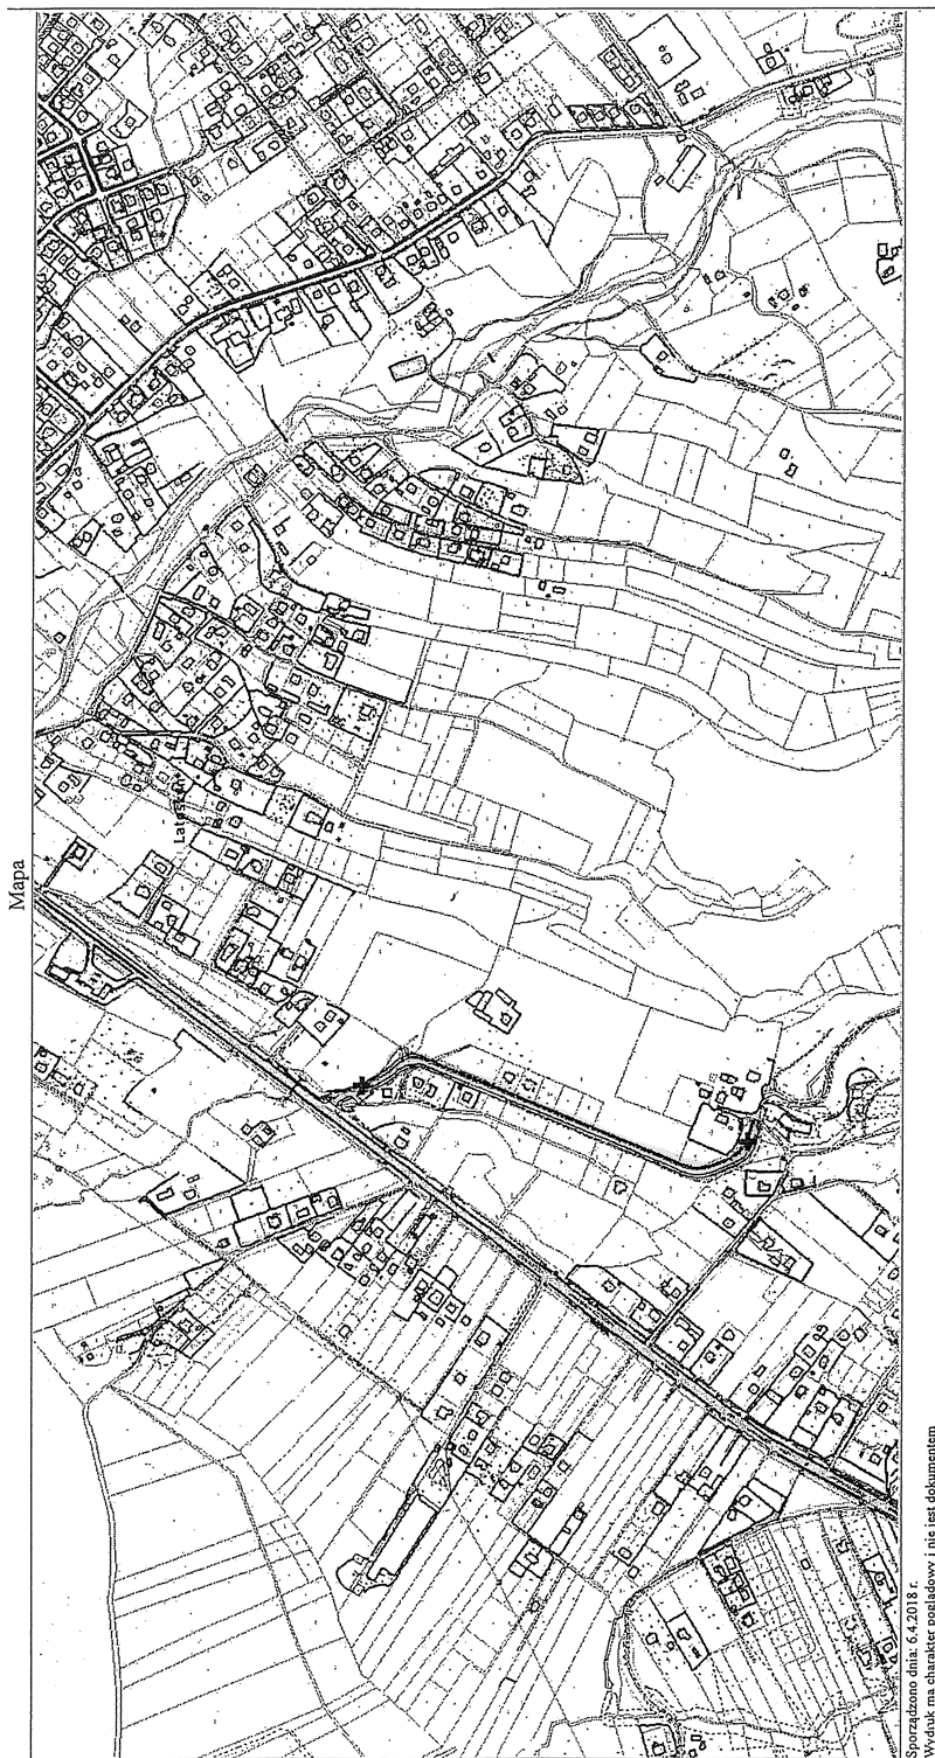 Mapa
Sporządzono dnia: 6.4.2018 r.
Wydruk ma charakter poglądowy i nie jest dokumentem